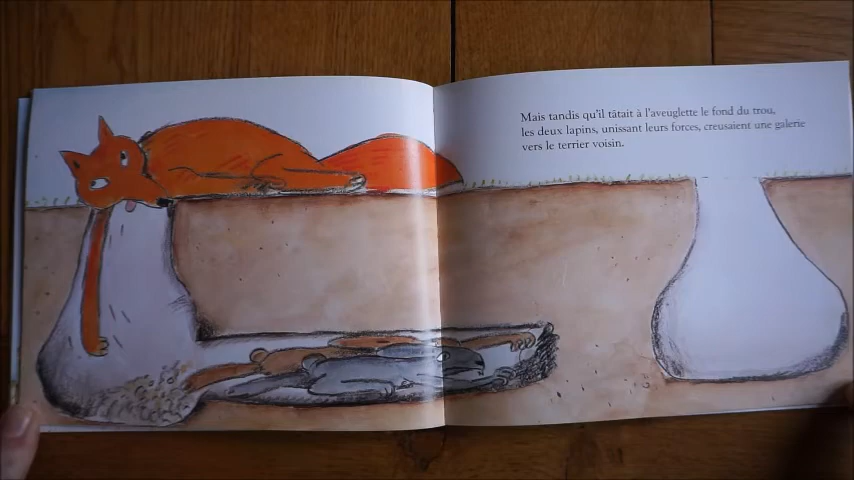 Mais tandis qu'il tâtait à l'aveuglette le fond du trou,
les deux lapins, unissant leurs forces, creusaient une galerie
vers le terrier voisin.